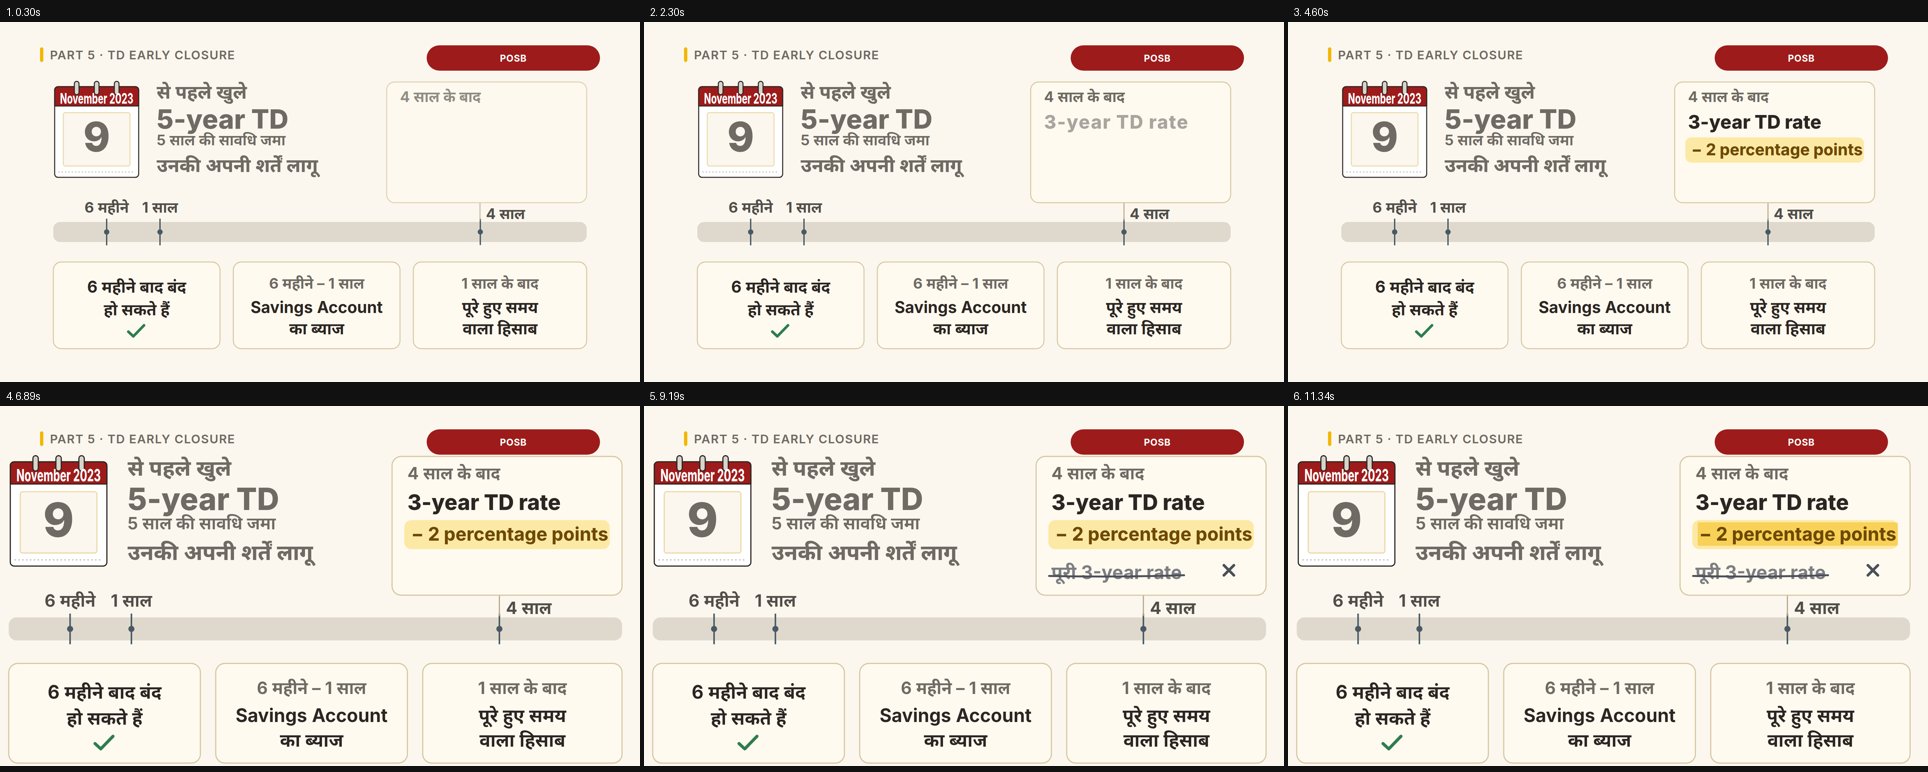 1. 0.30s
PART 5 · TD EARLY CLOSURE
POSB
November 2023
9
से पहले खुले
5-year TD
5 साल की सावधि जमा
उनकी अपनी शर्तें लागू
4 साल के बाद
6 महीने
1 साल
4 साल
6 महीने बाद बंद
हो सकते हैं
6 महीने – 1 साल
Savings Account
का ब्याज
1 साल के बाद
पूरे हुए समय
वाला हिसाब
2. 2.30s
PART 5 · TD EARLY CLOSURE
POSB
November 2023
9
से पहले खुले
5-year TD
5 साल की सावधि जमा
उनकी अपनी शर्तें लागू
4 साल के बाद
3-year TD rate
6 महीने
1 साल
4 साल
6 महीने बाद बंद
हो सकते हैं
6 महीने – 1 साल
Savings Account
का ब्याज
1 साल के बाद
पूरे हुए समय
वाला हिसाब
3. 4.60s
PART 5 · TD EARLY CLOSURE
POSB
November 2023
9
से पहले खुले
5-year TD
5 साल की सावधि जमा
उनकी अपनी शर्तें लागू
4 साल के बाद
3-year TD rate
– 2 percentage points
6 महीने
1 साल
4 साल
6 महीने बाद बंद
हो सकते हैं
6 महीने – 1 साल
Savings Account
का ब्याज
1 साल के बाद
पूरे हुए समय
वाला हिसाब
4. 6.89s
PART 5 · TD EARLY CLOSURE
POSB
November 2023
9
से पहले खुले
5-year TD
5 साल की सावधि जमा
उनकी अपनी शर्तें लागू
4 साल के बाद
3-year TD rate
– 2 percentage points
6 महीने
1 साल
4 साल
6 महीने बाद बंद
हो सकते हैं
6 महीने – 1 साल
Savings Account
का ब्याज
1 साल के बाद
पूरे हुए समय
वाला हिसाब
5. 9.19s
PART 5 · TD EARLY CLOSURE
POSB
November 2023
9
से पहले खुले
5-year TD
5 साल की सावधि जमा
उनकी अपनी शर्तें लागू
4 साल के बाद
3-year TD rate
– 2 percentage points
पूरी 3-year rate
6 महीने
1 साल
4 साल
6 महीने बाद बंद
हो सकते हैं
6 महीने – 1 साल
Savings Account
का ब्याज
1 साल के बाद
पूरे हुए समय
वाला हिसाब
6. 11.34s
PART 5 · TD EARLY CLOSURE
POSB
November 2023
9
से पहले खुले
5-year TD
5 साल की सावधि जमा
उनकी अपनी शर्तें लागू
4 साल के बाद
3-year TD rate
– 2 percentage points
पूरी 3-year rate
6 महीने
1 साल
4 साल
6 महीने बाद बंद
हो सकते हैं
6 महीने – 1 साल
Savings Account
का ब्याज
1 साल के बाद
पूरे हुए समय
वाला हिसाब